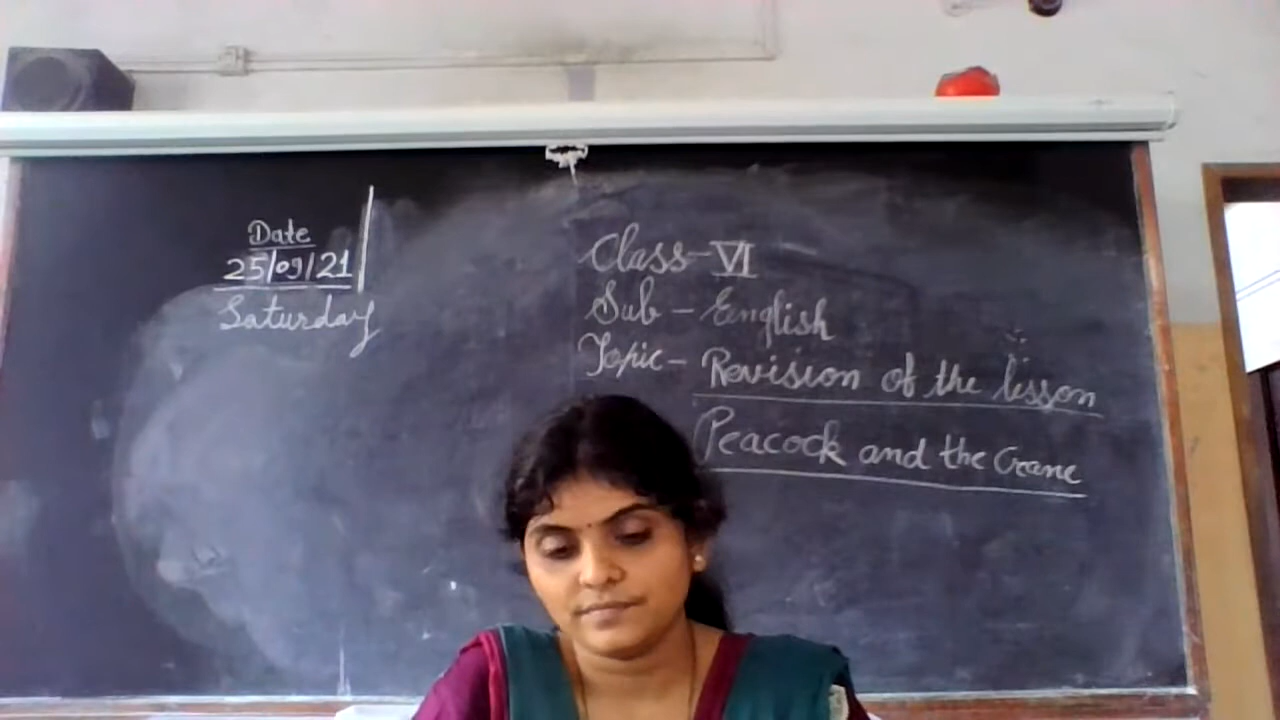 Date
25/09/21
Saturday
Class-VI
Sub - English
Topic- Revision of the lesson
Peacock and the Crane